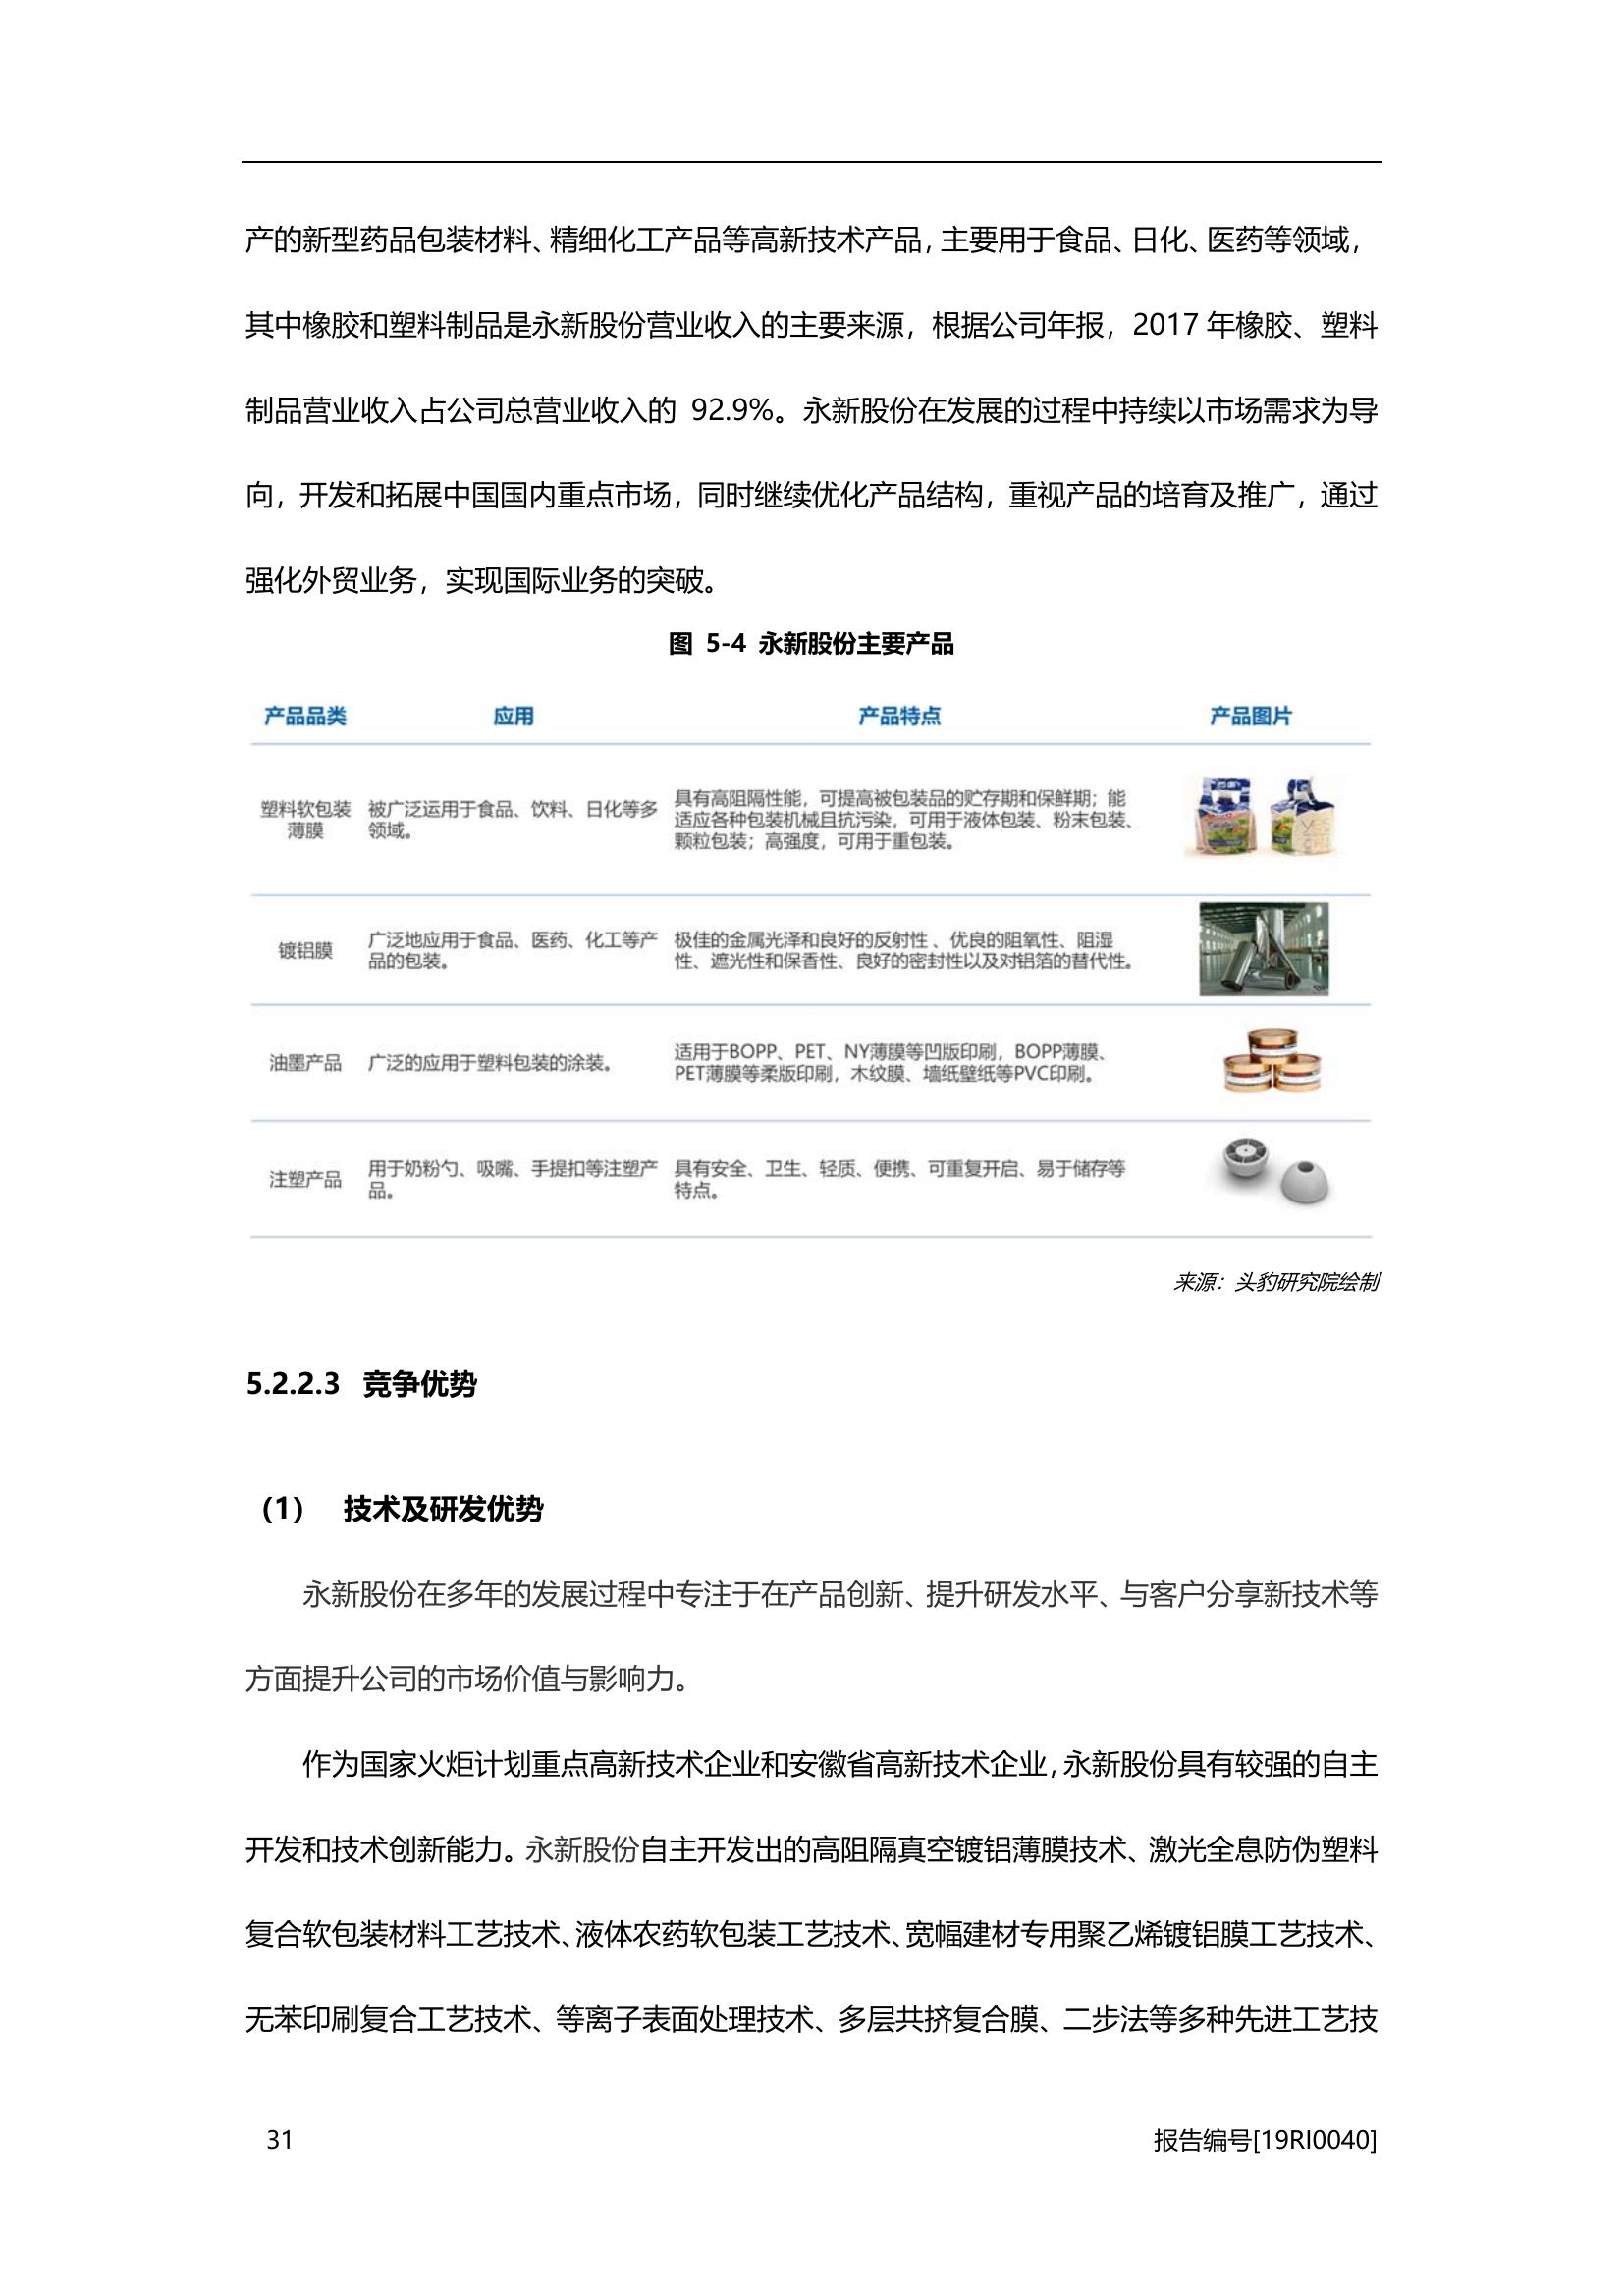 产的新型药品包装材料、精细化工产品等高新技术产品，主要用于食品、日化、医药等领域，
其中橡胶和塑料制品是永新股份营业收入的主要来源，根据公司年报，2017 年橡胶、塑料
制品营业收入占公司总营业收入的 92.9%。永新股份在发展的过程中持续以市场需求为导
向，开发和拓展中国国内重点市场，同时继续优化产品结构，重视产品的培育及推广，通过
强化外贸业务，实现国际业务的突破。
图 5-4 永新股份主要产品
产品品类 应用 产品特点 产品图片
塑料软包装
薄膜
被广泛运用于食品、饮料、日化等多
领域。
具有高阻隔性能，可提高被包装品的贮存期和保鲜期；能
适应各种包装机械且抗污染，可用于液体包装、粉末包装、
颗粒包装；高强度，可用于重包装。
镀铝膜
广泛地应用于食品、医药、化工等产
品的包装。
极佳的金属光泽和良好的反射性、优良的阻氧性、阻湿
性、遮光性和保香性、良好的密封性以及对铝箔的替代性。
油墨产品
广泛的应用于塑料包装的涂装。
适用于BOPP、PET、NY薄膜等凹版印刷，BOPP薄膜、
PET薄膜等柔版印刷，木纹膜、墙纸壁纸等PVC印刷。
注塑产品
用于奶粉勺、吸嘴、手提扣等注塑产
品。
具有安全、卫生、轻质、便携、可重复开启、易于储存等
特点。
来源：头豹研究院绘制
5.2.2.3 竞争优势
（1） 技术及研发优势
永新股份在多年的发展过程中专注于在产品创新、提升研发水平、与客户分享新技术等
方面提升公司的市场价值与影响力。
作为国家火炬计划重点高新技术企业和安徽省高新技术企业，永新股份具有较强的自主
开发和技术创新能力。永新股份自主开发出的高阻隔真空镀铝薄膜技术、激光全息防伪塑料
复合软包装材料工艺技术、液体农药软包装工艺技术、宽幅建材专用聚乙烯镀铝膜工艺技术、
无苯印刷复合工艺技术、等离子表面处理技术、多层共挤复合膜、二步法等多种先进工艺技
31 报告编号[19RI0040]